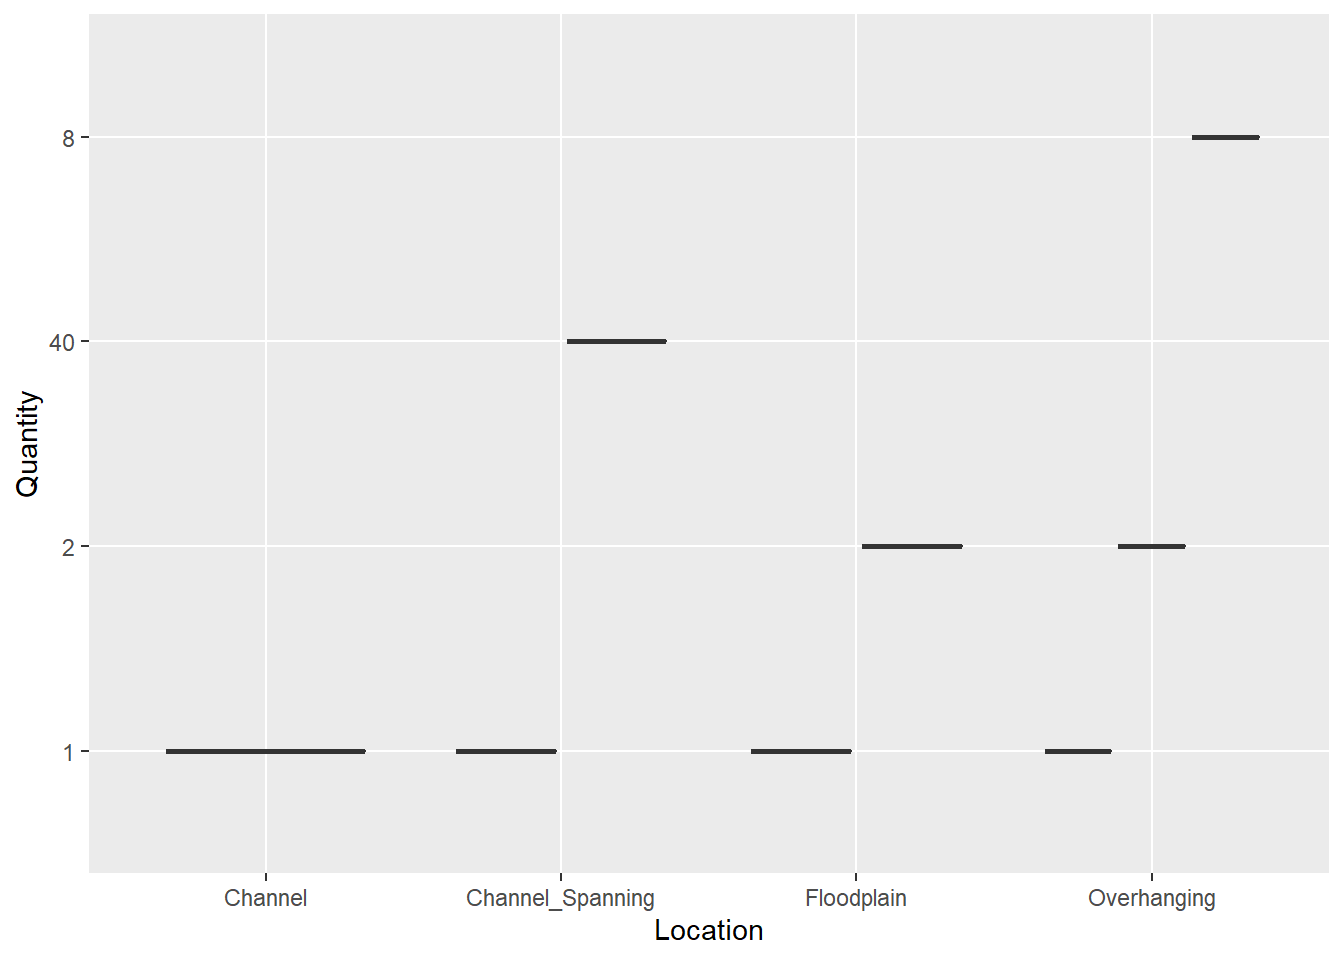 8
40
2
1
Quantity
Channel
Channel_Spanning
Floodplain
Overhanging
Location